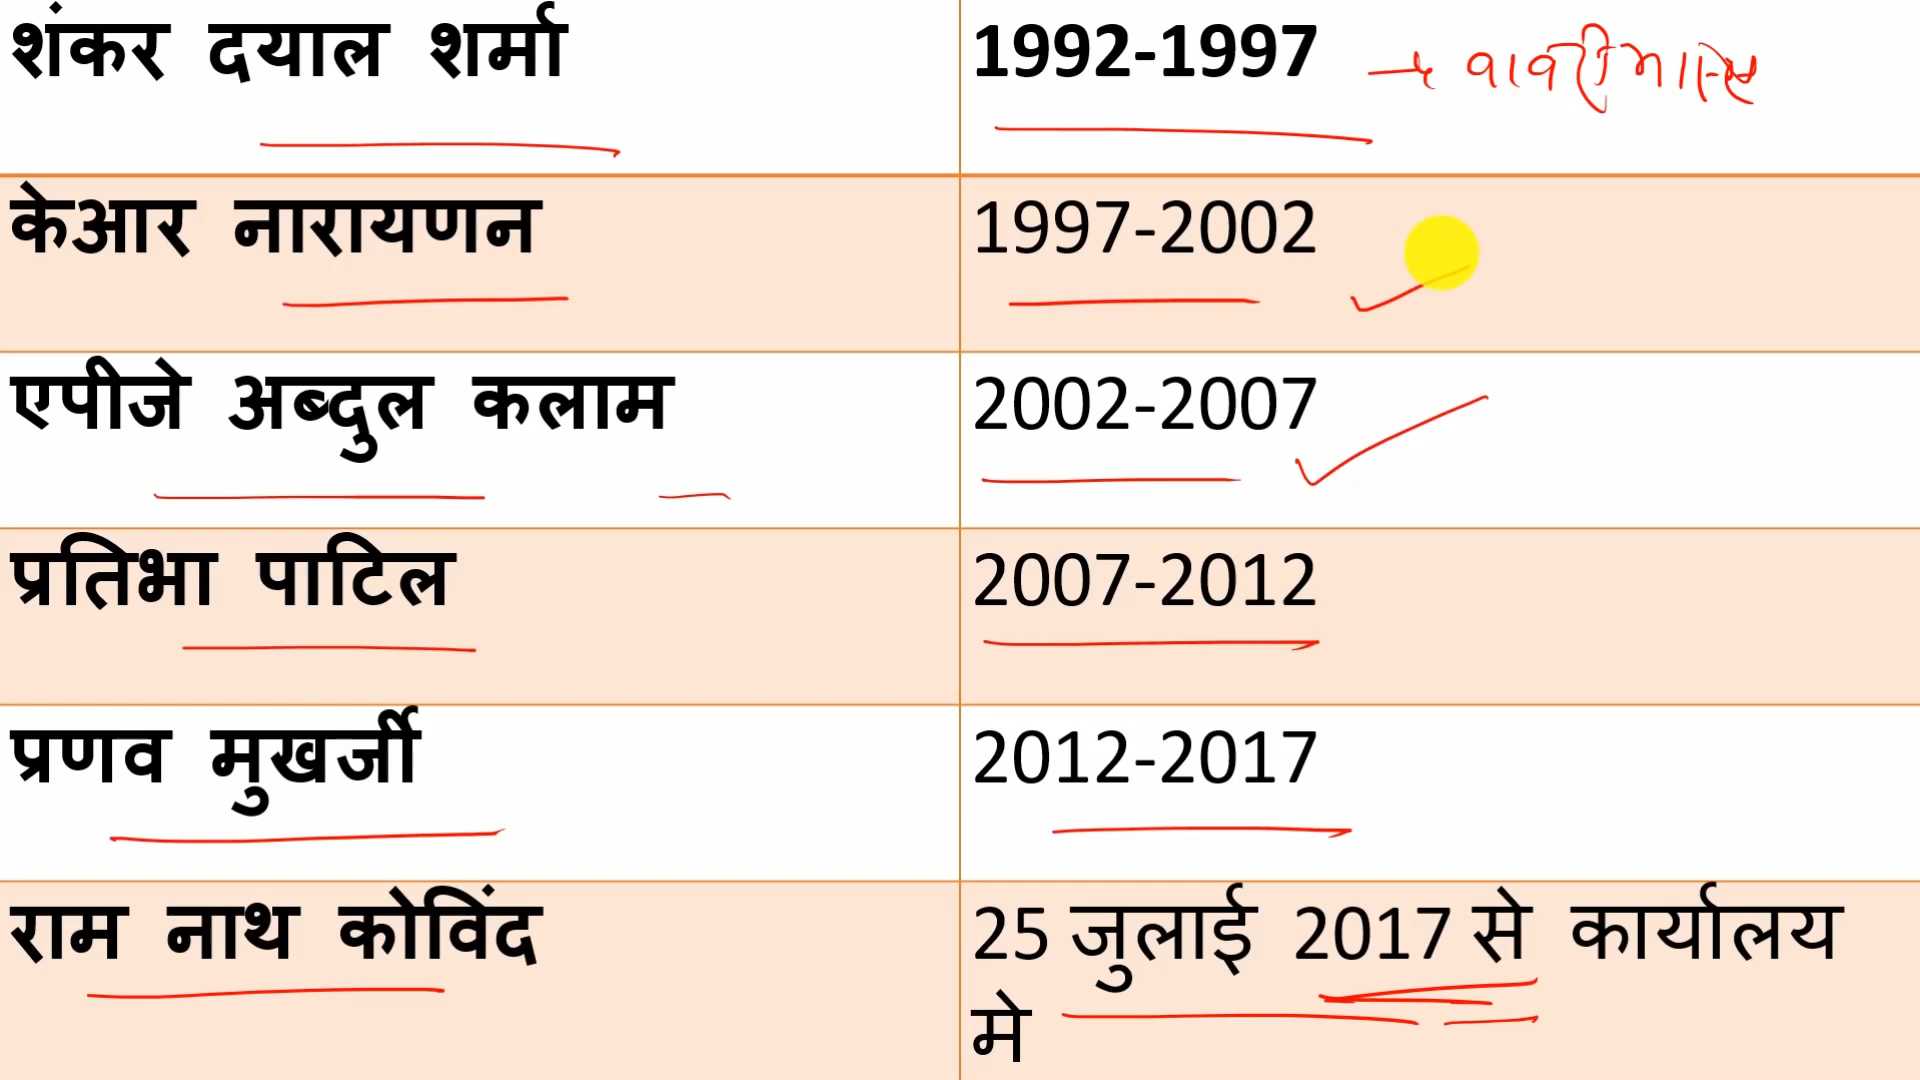 शंकर दयाल शर्मा 1992-1997
केआर नारायणन 1997-2002
एपीजे अब्दुल कलाम 2002-2007
प्रतिभा पाटिल 2007-2012
प्रणव मुखर्जी 2012-2017
राम नाथ कोविंद 25 जुलाई 2017 से कार्यालय
मे